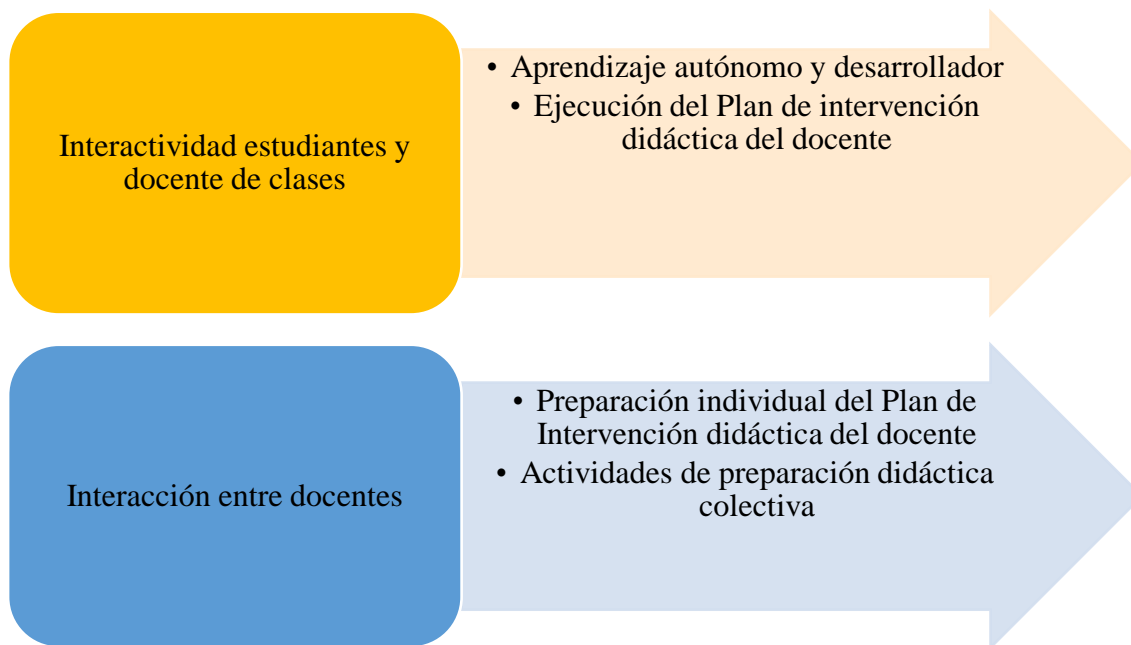 Interactividad estudiantes y
docente de clases
• Aprendizaje autónomo y desarrollador
• Ejecución del Plan de intervención
didáctica del docente
Interacción entre docentes
• Preparación individual del Plan de
Intervención didáctica del docente
• Actividades de preparación didáctica
colectiva